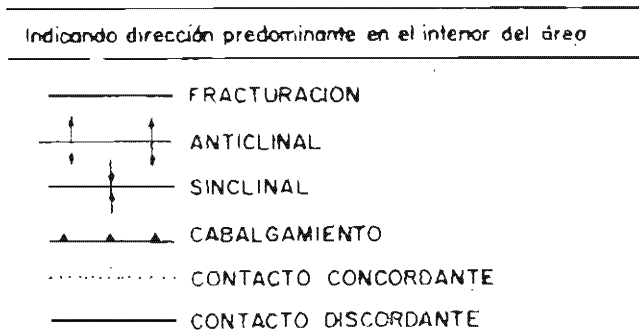 Indicando dirección predominante en el interior del área
FRACTURACION
ANTICLINAL
SINCLINAL
CABALGAMIENTO
CONTACTO CONCORDANTE
CONTACTO DISCORDANTE